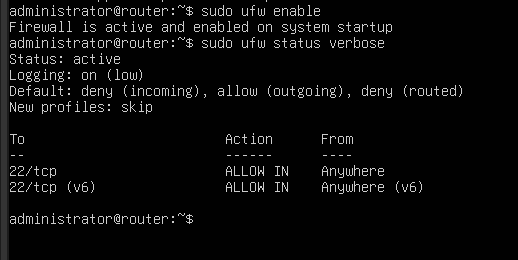 administrator@router:~$ sudo ufw enable
Firewall is active and enabled on system startup
administrator@router:~$ sudo ufw status verbose
Status: active
Logging: on (low)
Default: deny (incoming), allow (outgoing), deny (routed)
New profiles: skip

To                         Action      From
--                         ------      ----
22/tcp                     ALLOW IN    Anywhere
22/tcp (v6)                ALLOW IN    Anywhere (v6)

administrator@router:~$